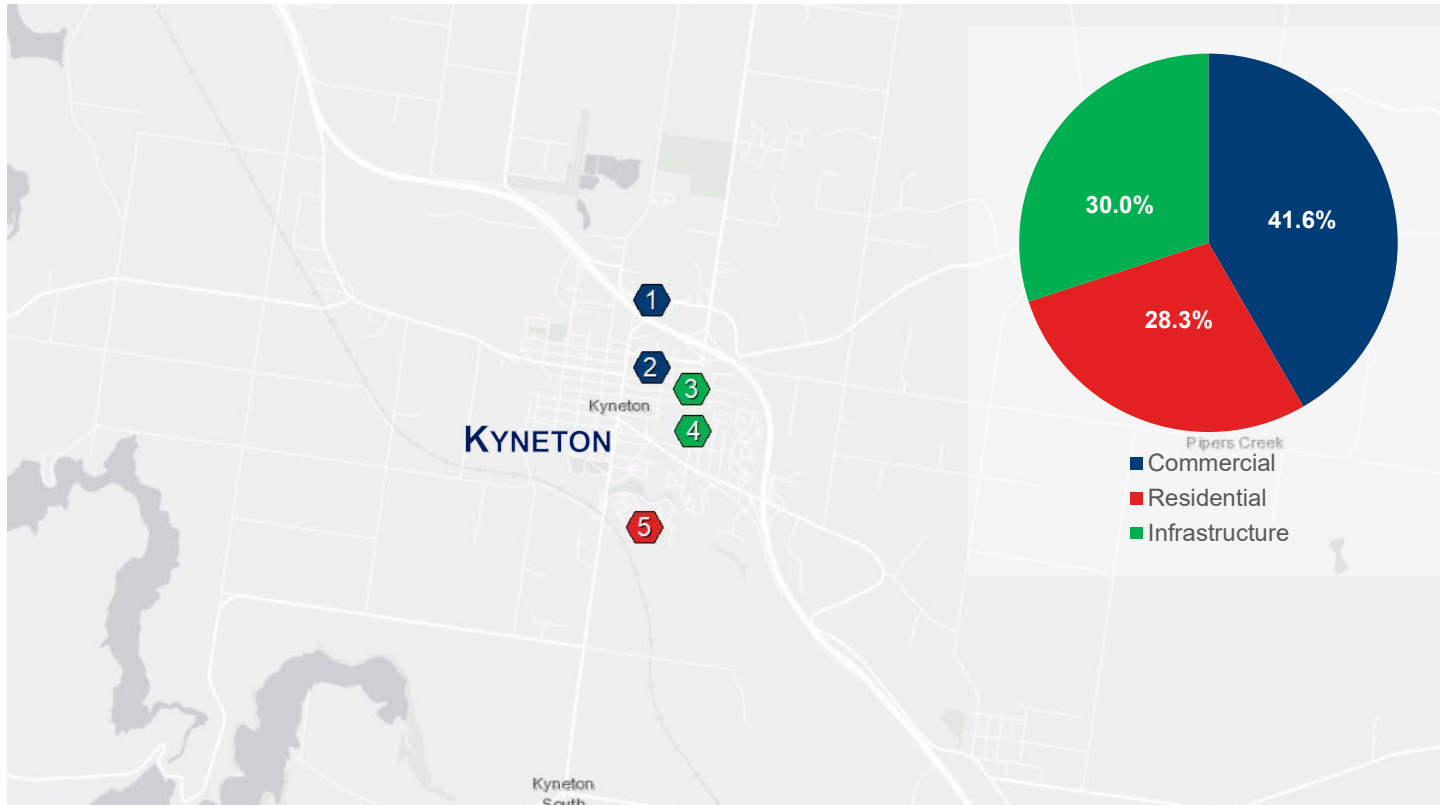 30.0%
41.6%
28.3%
1
2
3
Kyneton
4
KYNETON
Pipers Creek
Commercial
Residential
5
Infrastructure
Kyneton
South